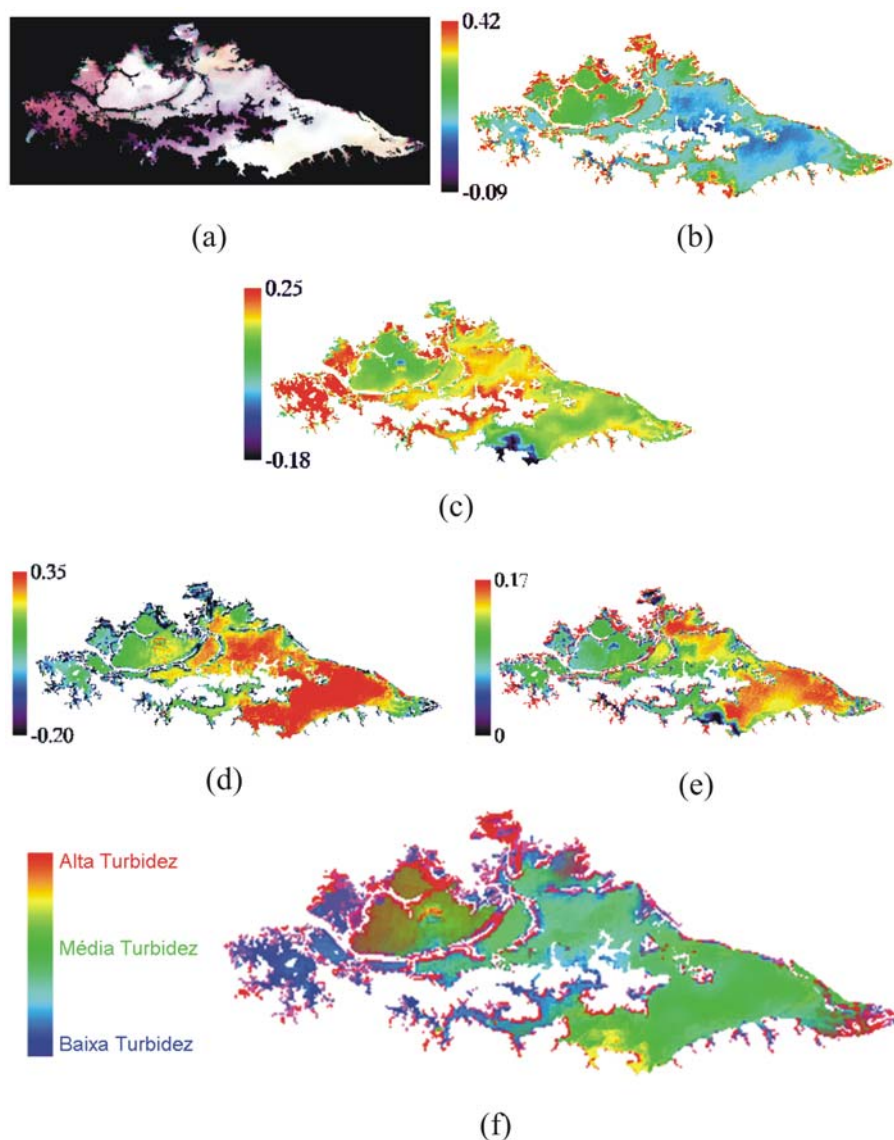 0.42
-0.09
(a)
(b)
0.25
-0.18
(c)
0.35
-0.20
0.17
0
(d)
(e)
Alta Turbidez
Média Turbidez
Baixa Turbidez
(f)